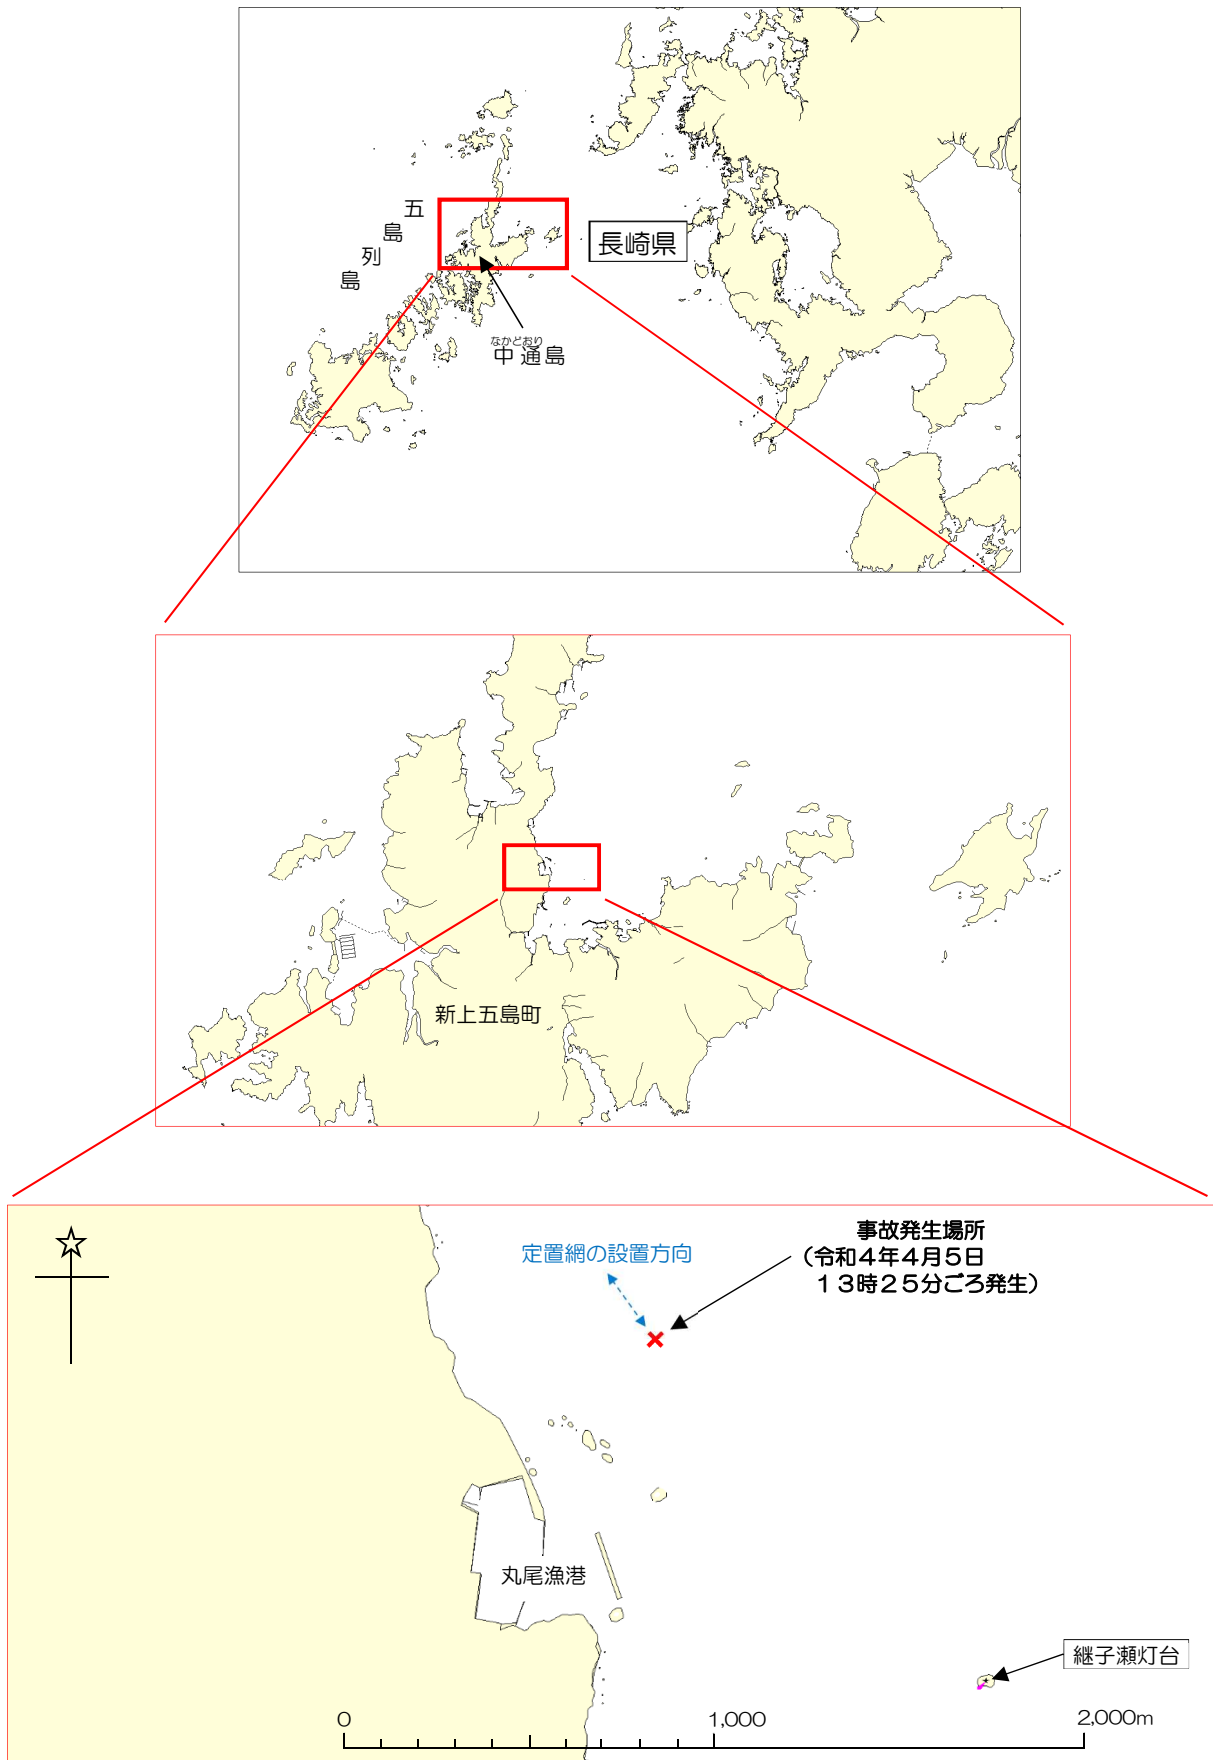 五島列島
長崎県
なかどおり
中通島
新上五島町
事故発生場所
定置網の設置方向
(令和4年4月5日
13時25分ごろ発生)
丸尾漁港
継子瀬灯台
0
1,000
2,000m